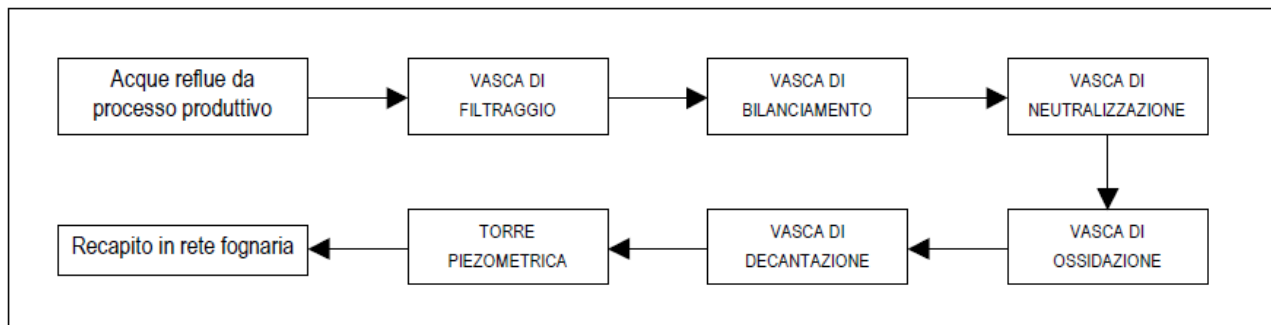 Acque reflue da
processo produttivo
VASCA DI
FILTRAGGIO
VASCA DI
BILANCIAMENTO
VASCA DI
NEUTRALIZZAZIONE
VASCA DI
OSSIDAZIONE
VASCA DI
DECANTAZIONE
TORRE
PIEZOMETRICA
Recapito in rete fognaria